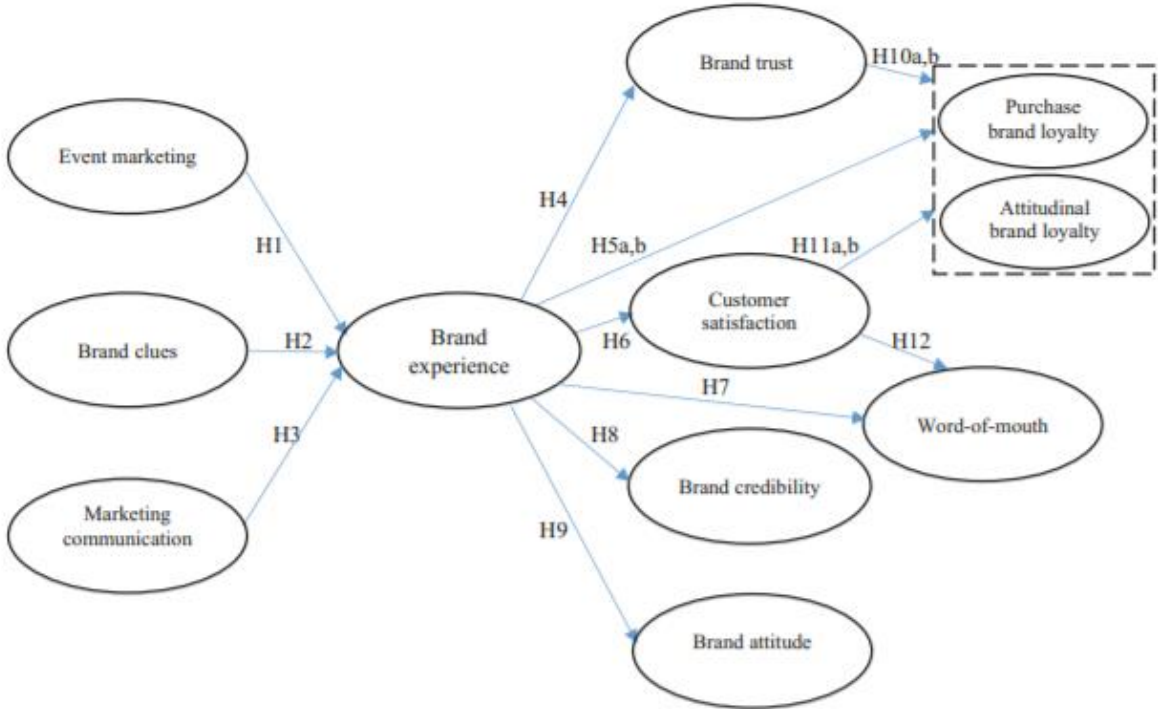 Brand trust
H10a,b
Purchase
brand loyalty
Event marketing
H4
Attitudinal
brand loyalty
H1
H5a,b
H11a,b
Customer
satisfaction
Brand clues
H2
Brand
experience
H6
H12
H7
Word-of-mouth
H3
H8
Brand credibility
Marketing
communication
H9
Brand attitude